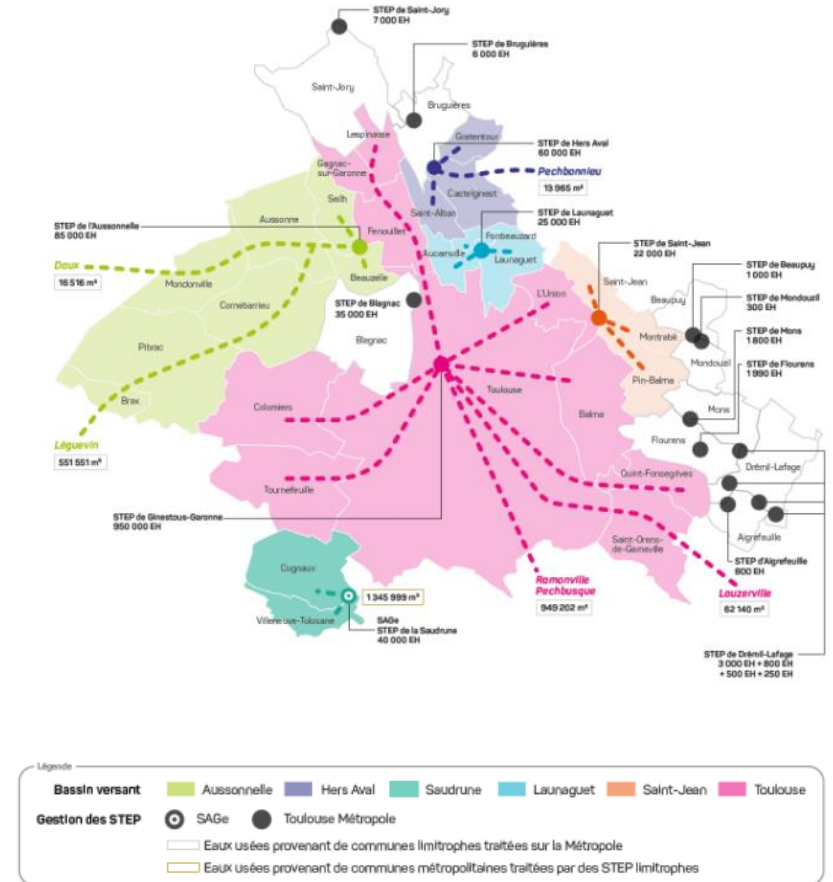 STEP de Saint-Jory
7 000 EH
STEP de Bruguières
6 000 EH
Saint-Jory
Bruguières
Lespinasse
Gratentour
STEP de Hers Aval
60 000 EH
Gagnac-
sur-Garonne
Pechbonnieu
13 965 m³
Castelginest
Seilh
Saint-Alban
STEP de Launaguet
25 000 EH
Aussonne
STEP de l'Aussonnelle
85 000 EH
Fenouillet
Fonbeauzard
Aucamville
Launaguet
STEP de Saint-Jean
22 000 EH
Daux
16 516 m³
Mondonville
Beauzelle
Saint-Jean
STEP de Beaupuy
1 000 EH
Cornebarrieu
STEP de Blagnac
35 000 EH
L'Union
Beaupuy
STEP de Mondouzil
300 EH
Blagnac
Montrabé
STEP de Mons
1 800 EH
Pibrac
Mondouzil
STEP de Flourens
1 990 EH
Pin-Balma
Toulouse
Brax
Colomiers
Balma
Mons
Flourens
Léguevin
551 551 m³
Drémil-Lafage
Quint-Fonsegrives
Tournefeuille
STEP de Ginestous-Garonne
950 000 EH
Aigrefeuille
Saint-Orens-
de-Gameville
STEP d'Aigrefeuille
800 EH
Cugnaux
Ramonville
Pechbusque
949 202 m³
Lauzerville
62 140 m³
1 345 999 m³
Villeneuve-Tolosane
SAGe
STEP de la Saudrune
40 000 EH
STEP de Drémil-Lafage
3 000 EH + 800 EH
+ 500 EH + 250 EH
Légende
Bassin versant Aussonnelle Hers Aval Saudrune Launaguet Saint-Jean Toulouse
Gestion des STEP SAGe Toulouse Métropole
Eaux usées provenant de communes limitrophes traitées sur la Métropole
Eaux usées provenant de communes métropolitaines traitées par des STEP limitrophes